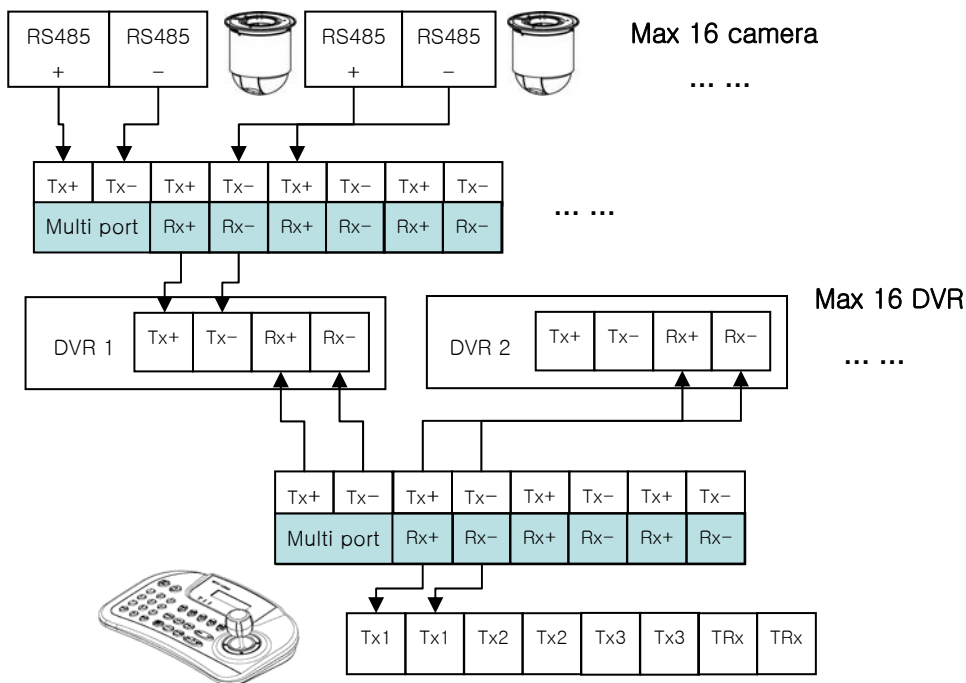 RS485 RS485 RS485 RS485 Max 16 camera
+ − + − ... ...
Tx+ Tx− Tx+ Tx− Tx+ Tx− Tx+ Tx−
Multi port Rx+ Rx− Rx+ Rx− Rx+ Rx− ... ...
Max 16 DVR
DVR 1 Tx+ Tx− Rx+ Rx− DVR 2 Tx+ Tx− Rx+ Rx−
... ...
Tx+ Tx− Tx+ Tx− Tx+ Tx− Tx+ Tx−
Multi port Rx+ Rx− Rx+ Rx− Rx+ Rx−
Tx1 Tx1 Tx2 Tx2 Tx3 Tx3 TRx TRx